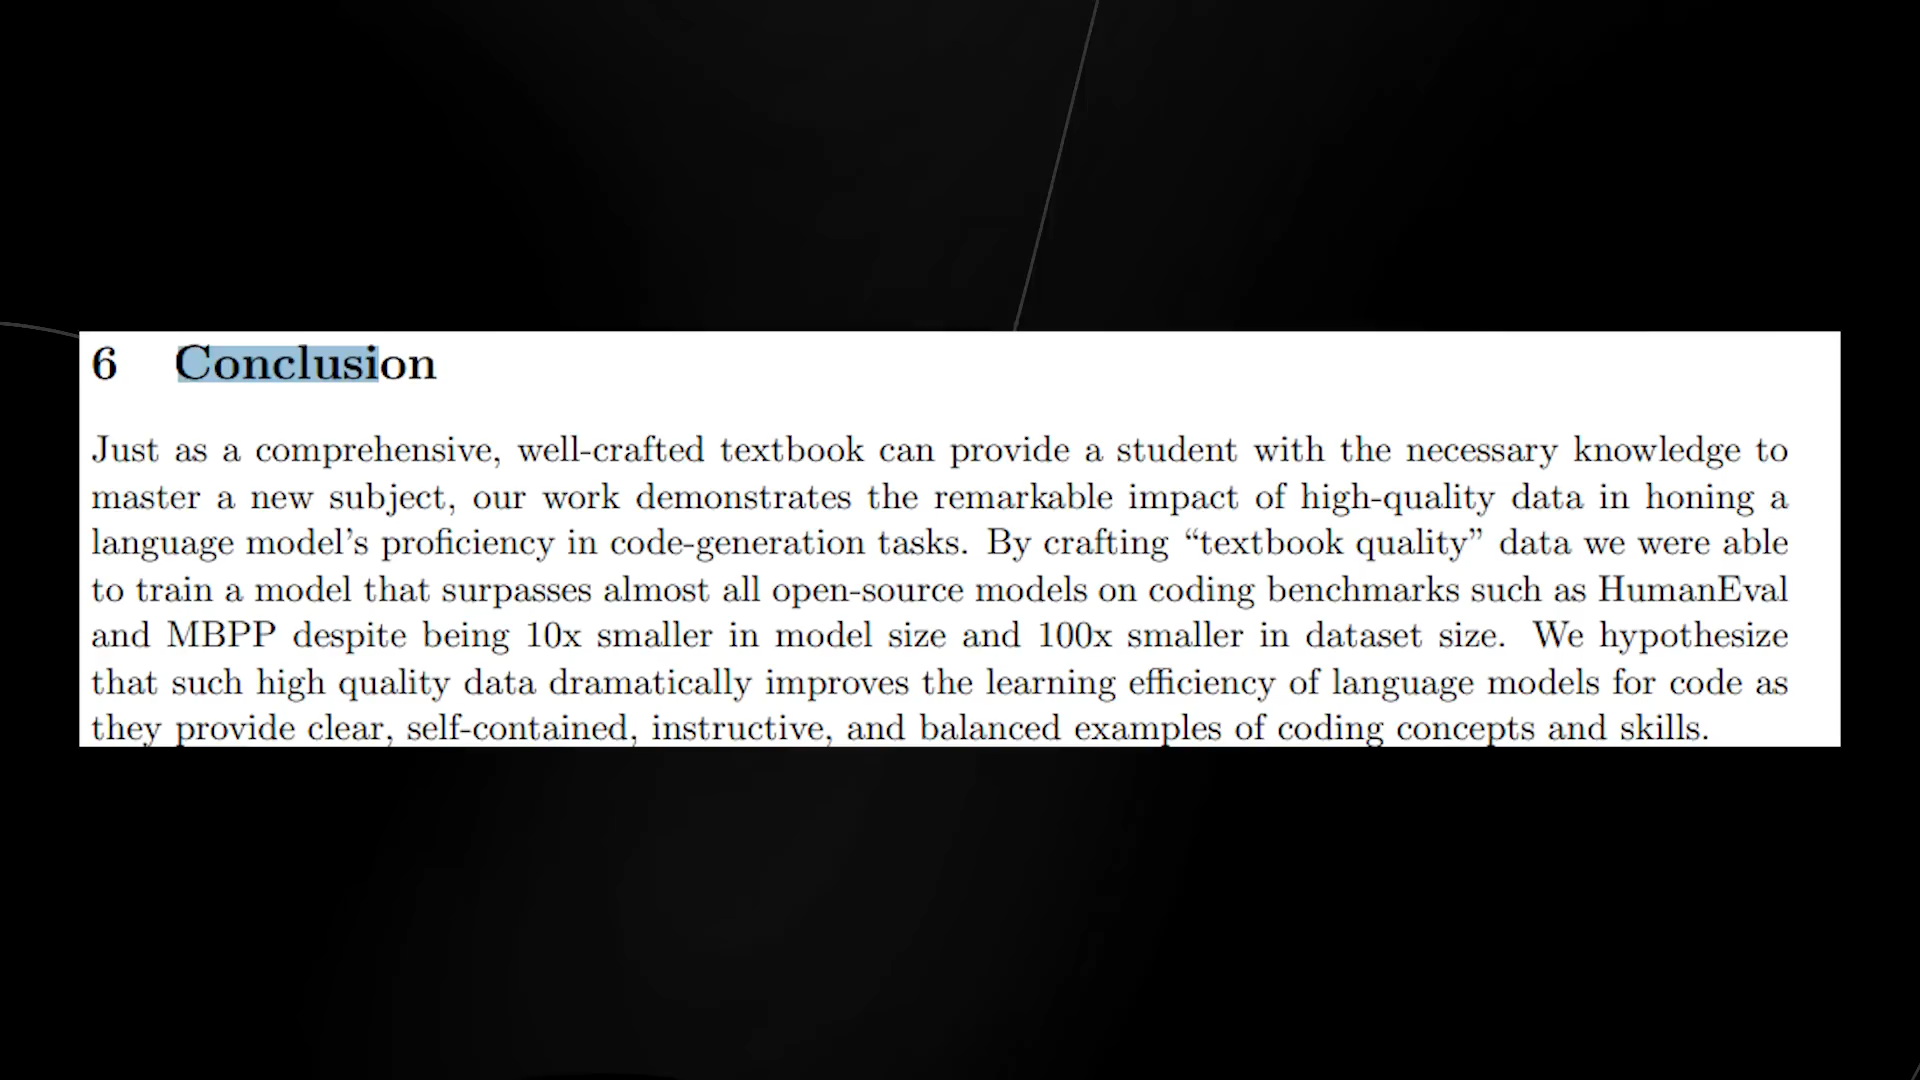 6 Conclusion
Just as a comprehensive, well-crafted textbook can provide a student with the necessary knowledge to
master a new subject, our work demonstrates the remarkable impact of high-quality data in honing a
language model's proficiency in code-generation tasks. By crafting “textbook quality” data we were able
to train a model that surpasses almost all open-source models on coding benchmarks such as HumanEval
and MBPP despite being 10x smaller in model size and 100x smaller in dataset size. We hypothesize
that such high quality data dramatically improves the learning efficiency of language models for code as
they provide clear, self-contained, instructive, and balanced examples of coding concepts and skills.